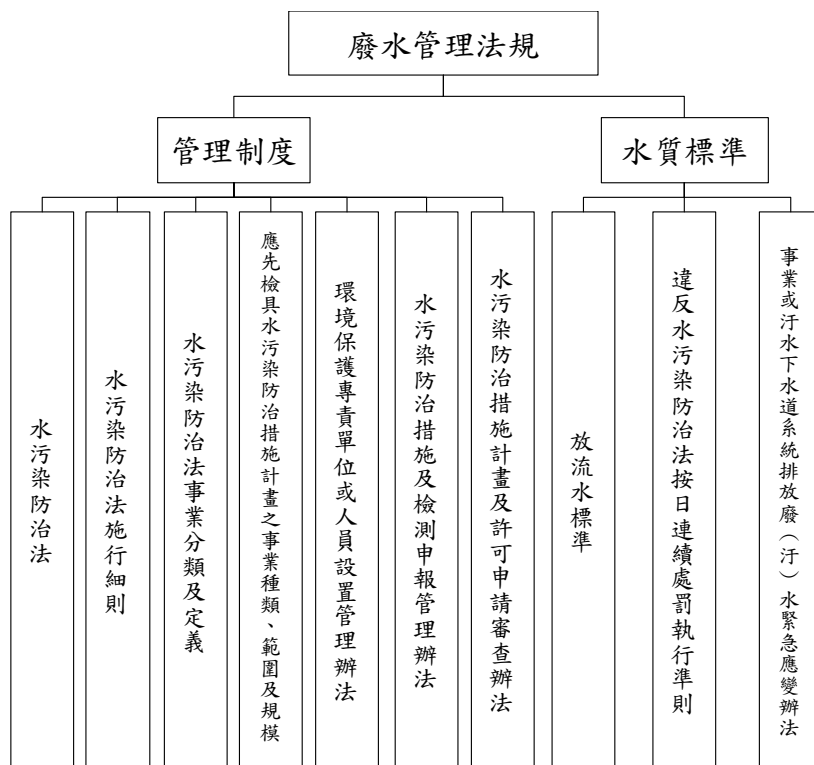 廢水管理法規
管理制度
水質標準
水污染防治法
水污染防治法施行細則
水污染防治法事業分類及定義
應先檢具水污染防治措施計畫之事業種類、範圍及規模
環境保護專責單位或人員設置管理辦法
水污染防治措施及檢測申報管理辦法
水污染防治措施計畫及許可申請審查辦法
放流水標準
違反水污染防治法按日連續處罰執行準則
事業或汙水下水道系統排放廢（汙）水緊急應變辦法